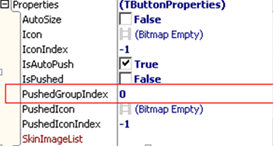 Properties (TButtonProperties)
AutoSize False
Icon (Bitmap Empty)
IconIndex -1
IsAutoPush True
IsPushed False
PushedGroupIndex 0
PushedIcon (Bitmap Empty)
PushedIconIndex -1
SkinImageList